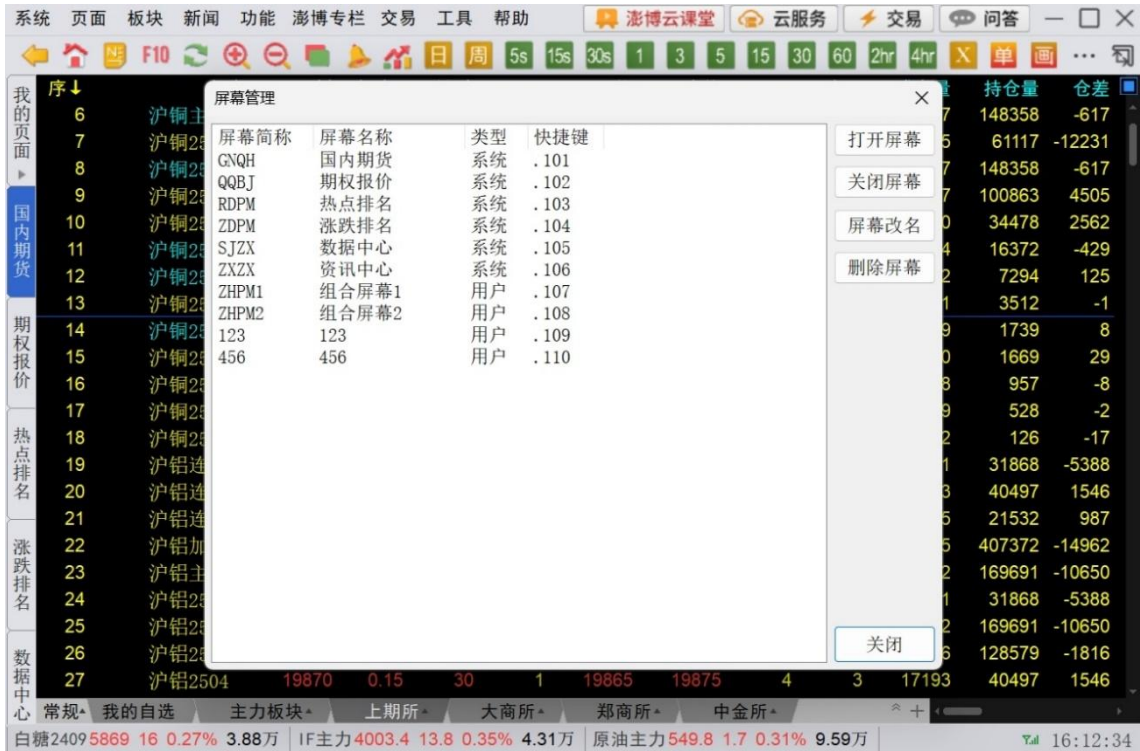 系统 页面 板块 新闻 功能 澎博专栏 交易 工具 帮助 澎博云课堂 云服务 交易 问答
F10 日 周 5s 15s 30s 1 3 5 15 30 60 2hr 4hr X 单 画
我的页面
国内期货
期权报价
热点排名
涨跌排名
数据中心
序↓ 持仓量 仓差
屏幕管理
屏幕简称 屏幕名称 类型 快捷键
GNQH 国内期货 系统 .101
QQBJ 期权报价 系统 .102
RDPM 热点排名 系统 .103
ZDPM 涨跌排名 系统 .104
SJZX 数据中心 系统 .105
ZXZX 资讯中心 系统 .106
ZHPM1 组合屏幕1 用户 .107
ZHPM2 组合屏幕2 用户 .108
123 123 用户 .109
456 456 用户 .110
打开屏幕
关闭屏幕
屏幕改名
删除屏幕
关闭
6 沪铜主 7 148358 -617
7 沪铜25 5 61117 -12231
8 沪铜25 7 148358 -617
9 沪铜25 7 100863 4505
10 沪铜25 0 34478 2562
11 沪铜25 4 16372 -429
12 沪铜25 2 7294 125
13 沪铜25 1 3512 -1
14 沪铜25 9 1739 8
15 沪铜25 0 1669 29
16 沪铜25 8 957 -8
17 沪铜25 9 528 -2
18 沪铜25 2 126 -17
19 沪铝连 1 31868 -5388
20 沪铝连 3 40497 1546
21 沪铝连 5 21532 987
22 沪铝加 5 407372 -14962
23 沪铝主 2 169691 -10650
24 沪铝25 1 31868 -5388
25 沪铝25 2 169691 -10650
26 沪铝25 6 128579 -1816
27 沪铝2504 19870 0.15 30 1 19865 19875 4 3 17193 40497 1546
常规 我的自选 主力板块 上期所 大商所 郑商所 中金所
白糖2409 5869 16 0.27% 3.88万 IF主力 4003.4 13.8 0.35% 4.31万 原油主力 549.8 1.7 0.31% 9.59万 16:12:34